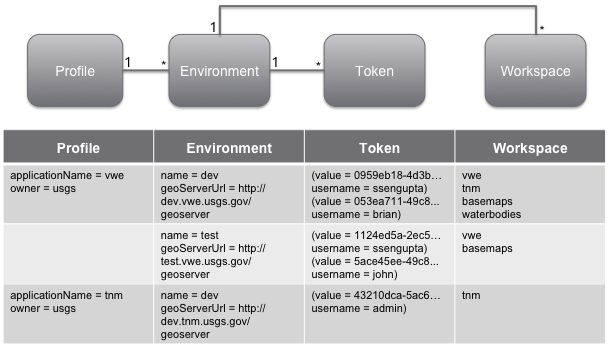 1 *
Profile 1 * Environment 1 * Token Workspace
Profile Environment Token Workspace
applicationName = vwe
owner = usgs
name = dev
geoServerUrl = http://
dev.vwe.usgs.gov/
geoserver
(value = 0959eb18-4d3b…
username = ssengupta)
(value = 053ea711-49c8...
username = brian)
vwe
tnm
basemaps
waterbodies
name = test
geoServerUrl = http://
test.vwe.usgs.gov/
geoserver
(value = 1124ed5a-2ec5…
username = ssengupta)
(value = 5ace45ee-49c8...
username = john)
vwe
basemaps
applicationName = tnm
owner = usgs
name = dev
geoServerUrl = http://
dev.tnm.usgs.gov/
geoserver
(value = 43210dca-5ac6…
username = admin)
tnm